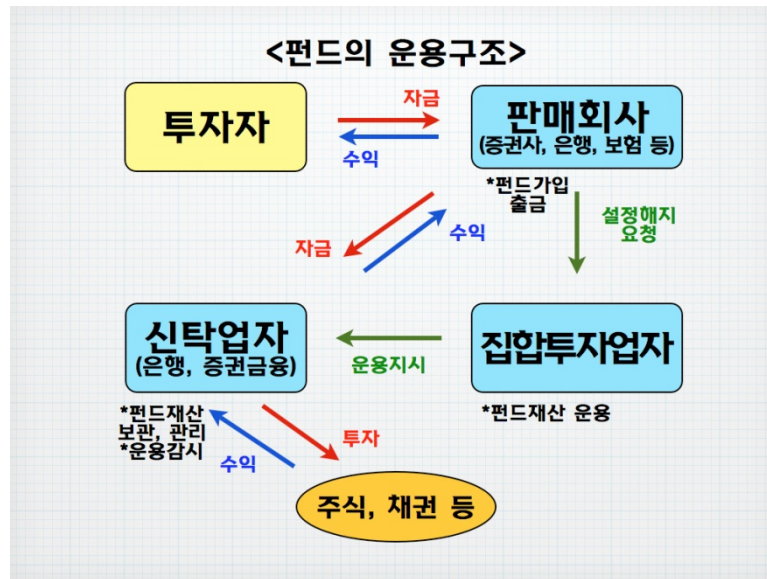 <펀드의 운용구조>
투자자
자금
수익
판매회사
(증권사, 은행, 보험 등)
*펀드가입
출금
설정해지
요청
자금
수익
신탁업자
(은행, 증권금융)
운용지시
집합투자업자
*펀드재산
보관, 관리
*운용감시
*펀드재산 운용
투자
수익
주식, 채권 등